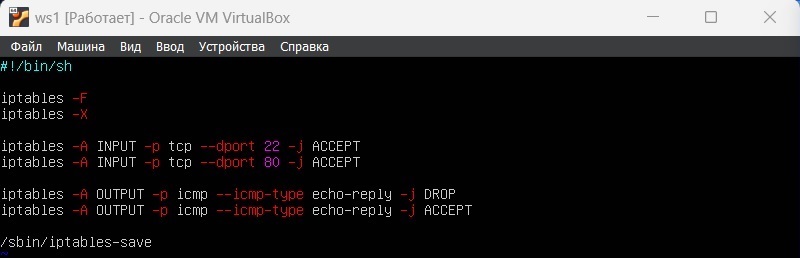 ws1 [Работает] - Oracle VM VirtualBox
Файл Машина Вид Ввод Устройства Справка
#!/bin/sh
iptables -F
iptables -X
iptables -A INPUT -p tcp --dport 22 -j ACCEPT
iptables -A INPUT -p tcp --dport 80 -j ACCEPT
iptables -A OUTPUT -p icmp --icmp-type echo-reply -j DROP
iptables -A OUTPUT -p icmp --icmp-type echo-reply -j ACCEPT
/sbin/iptables-save
~